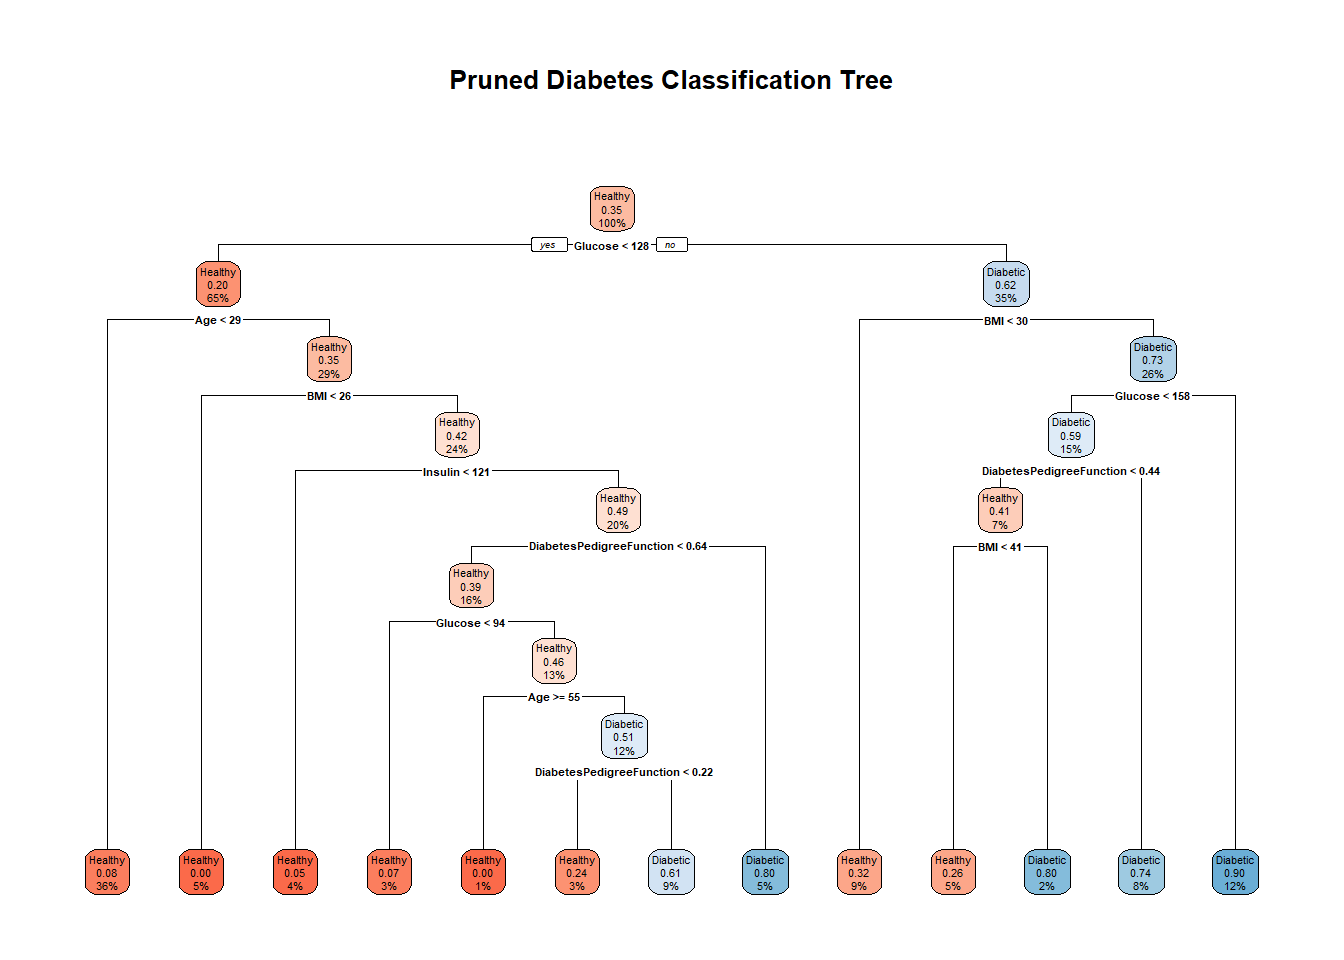 Pruned Diabetes Classification Tree
Healthy
0.35
100%
yes
Glucose < 128
no
Healthy
0.20
65%
Diabetic
0.62
35%
Age < 29
BMI < 30
Healthy
0.35
29%
Diabetic
0.73
26%
BMI < 26
Glucose < 158
Healthy
0.42
24%
Diabetic
0.59
15%
Insulin < 121
DiabetesPedigreeFunction < 0.44
Healthy
0.49
20%
Healthy
0.41
7%
DiabetesPedigreeFunction < 0.64
BMI < 41
Healthy
0.39
16%
Glucose < 94
Healthy
0.46
13%
Age >= 55
Diabetic
0.51
12%
DiabetesPedigreeFunction < 0.22
Healthy
0.08
36%
Healthy
0.00
5%
Healthy
0.05
4%
Healthy
0.07
3%
Healthy
0.00
1%
Healthy
0.24
3%
Diabetic
0.61
9%
Diabetic
0.80
5%
Healthy
0.32
9%
Healthy
0.26
5%
Diabetic
0.80
2%
Diabetic
0.74
8%
Diabetic
0.90
12%